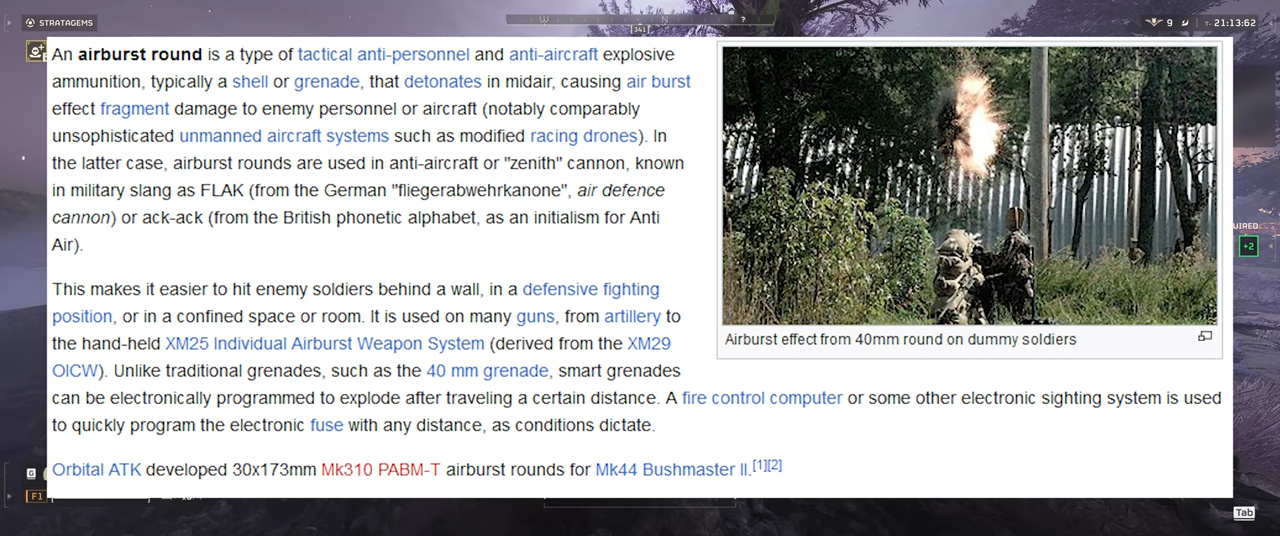 STRATAGEMS
W
N
?
[341]
9
T- 21:13:62
An airburst round is a type of tactical anti-personnel and anti-aircraft explosive
ammunition, typically a shell or grenade, that detonates in midair, causing air burst
effect fragment damage to enemy personnel or aircraft (notably comparably
unsophisticated unmanned aircraft systems such as modified racing drones). In
the latter case, airburst rounds are used in anti-aircraft or "zenith" cannon, known
in military slang as FLAK (from the German "fliegerabwehrkanone", air defence
cannon) or ack-ack (from the British phonetic alphabet, as an initialism for Anti
Air).
This makes it easier to hit enemy soldiers behind a wall, in a defensive fighting
position, or in a confined space or room. It is used on many guns, from artillery to
the hand-held XM25 Individual Airburst Weapon System (derived from the XM29
OICW). Unlike traditional grenades, such as the 40 mm grenade, smart grenades
can be electronically programmed to explode after traveling a certain distance. A fire control computer or some other electronic sighting system is used
to quickly program the electronic fuse with any distance, as conditions dictate.
Orbital ATK developed 30x173mm Mk310 PABM-T airburst rounds for Mk44 Bushmaster II.[1][2]
Airburst effect from 40mm round on dummy soldiers
UIRED
+2
G
F1
Tab